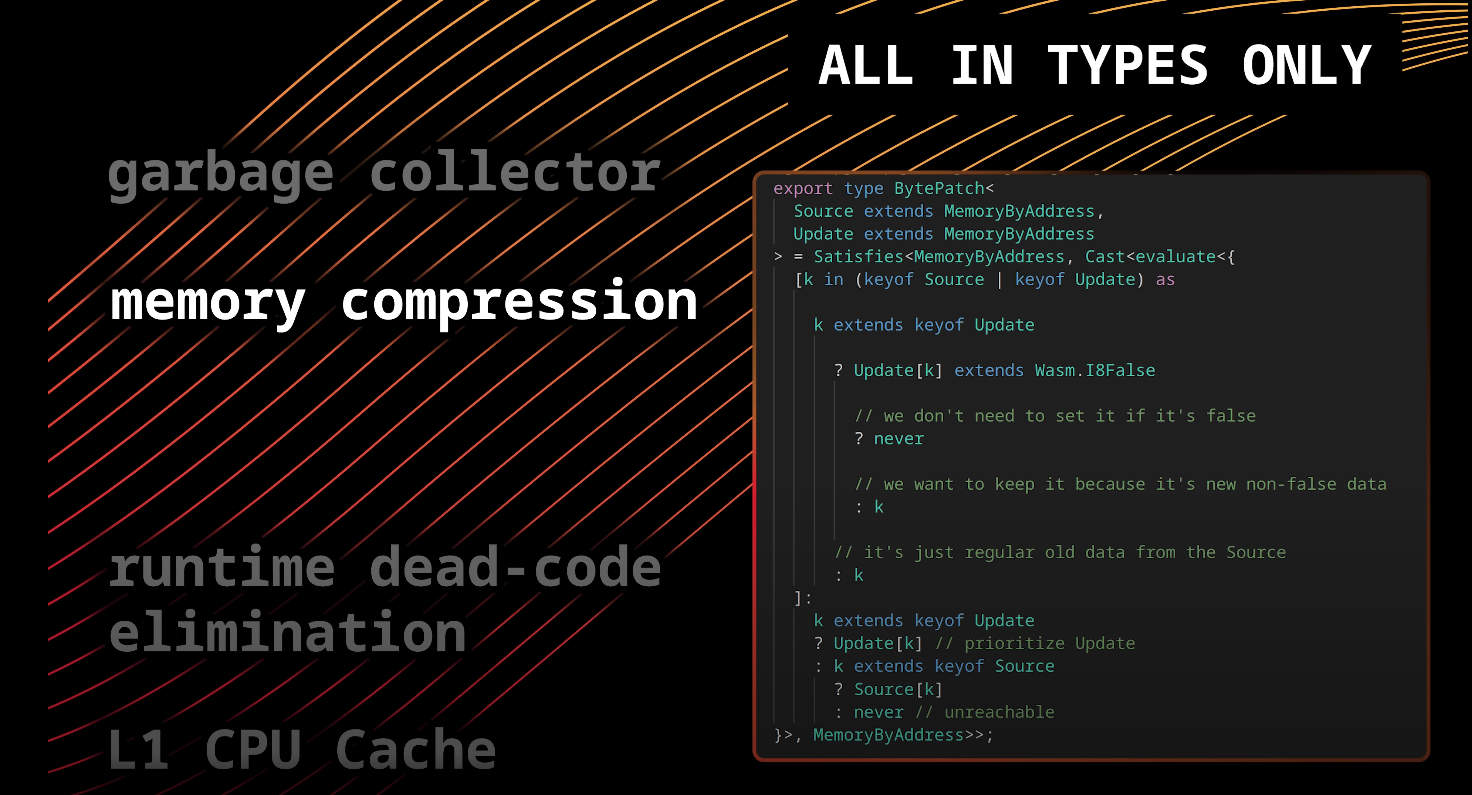 ALL IN TYPES ONLY
garbage collector
memory compression
runtime dead-code
elimination
L1 CPU Cache
export type BytePatch<
  Source extends MemoryByAddress,
  Update extends MemoryByAddress
> = Satisfies<MemoryByAddress, Cast<evaluate<{
  [k in (keyof Source | keyof Update) as
    k extends keyof Update
      ? Update[k] extends Wasm.I8False
        // we don't need to set it if it's false
        ? never
        // we want to keep it because it's new non-false data
        : k
      // it's just regular old data from the Source
      : k
  ]:
    k extends keyof Update
    ? Update[k] // prioritize Update
    : k extends keyof Source
      ? Source[k]
      : never // unreachable
}>, MemoryByAddress>>;